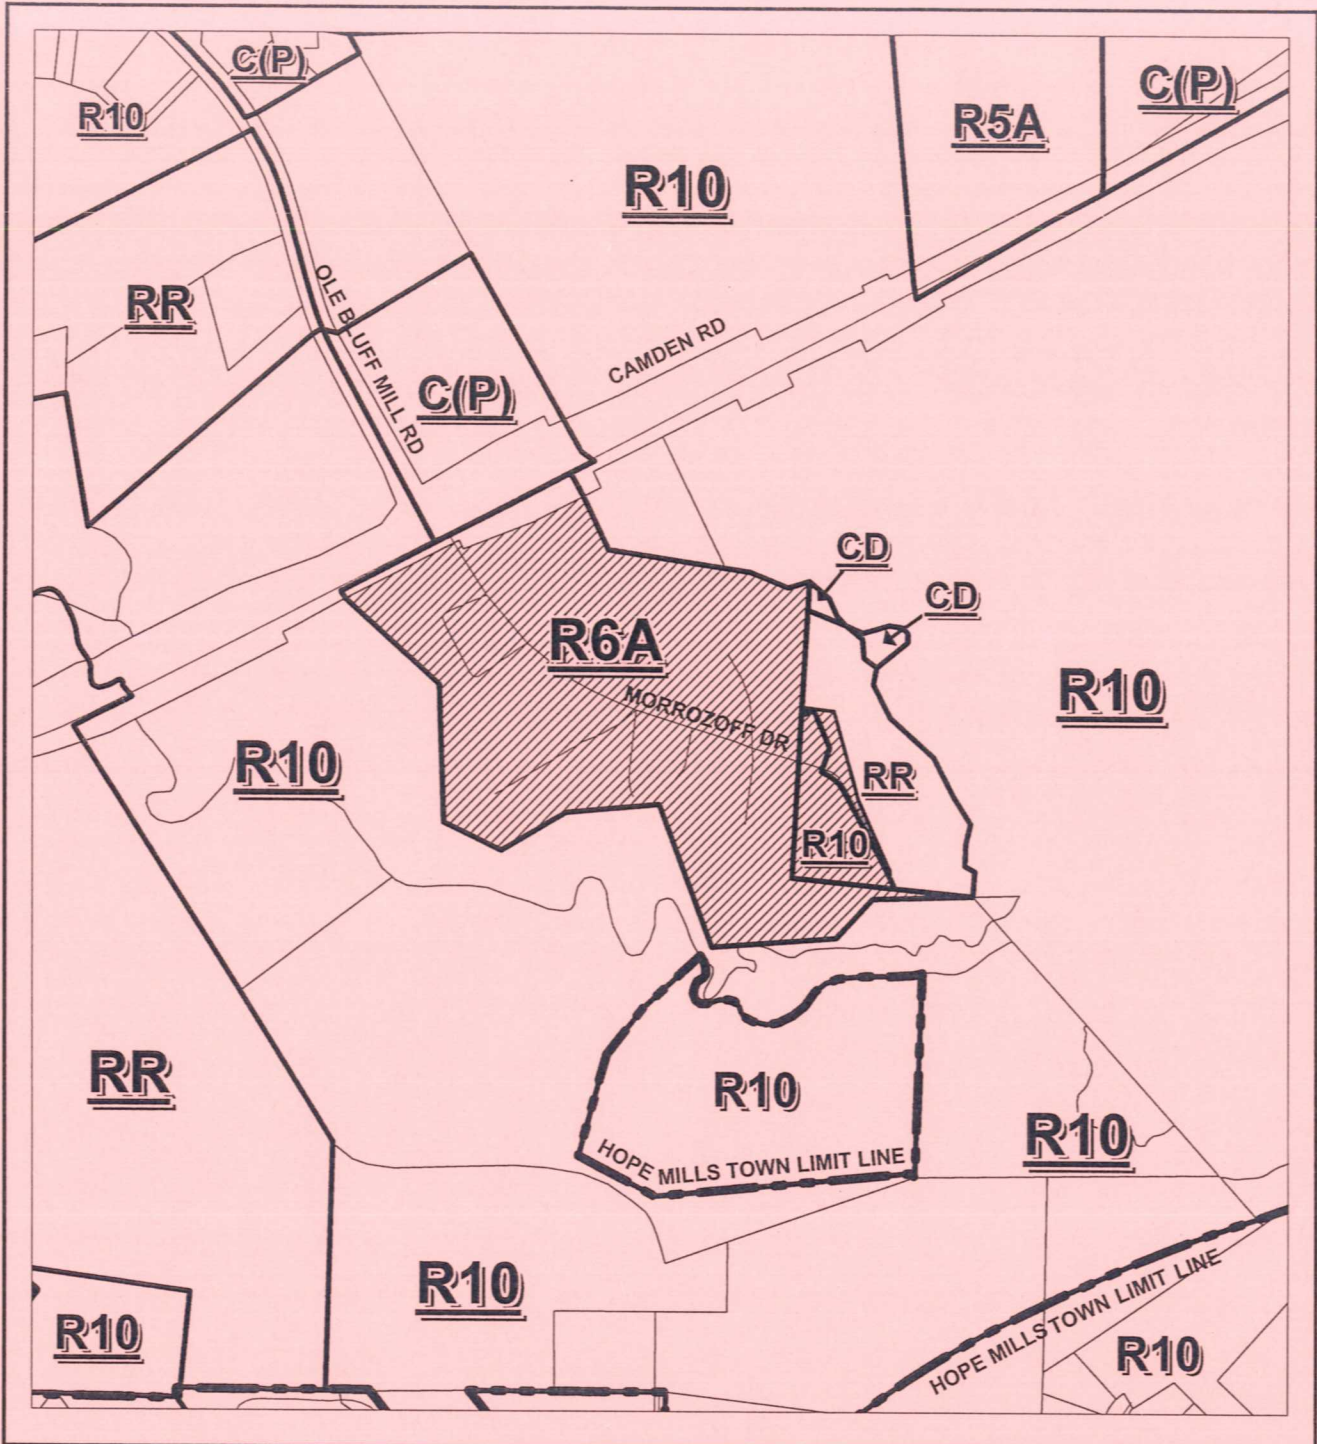 C(P)
C(P)
R10
R5A
R10
RR
OLE BLUFF MILL RD
CAMDEN RD
C(P)
CD
CD
R6A
R10
MORROZOFF DR
R10
RR
R10
RR
R10
R10
HOPE MILLS TOWN LIMIT LINE
R10
R10
HOPE MILLS TOWN LIMIT LINE
R10